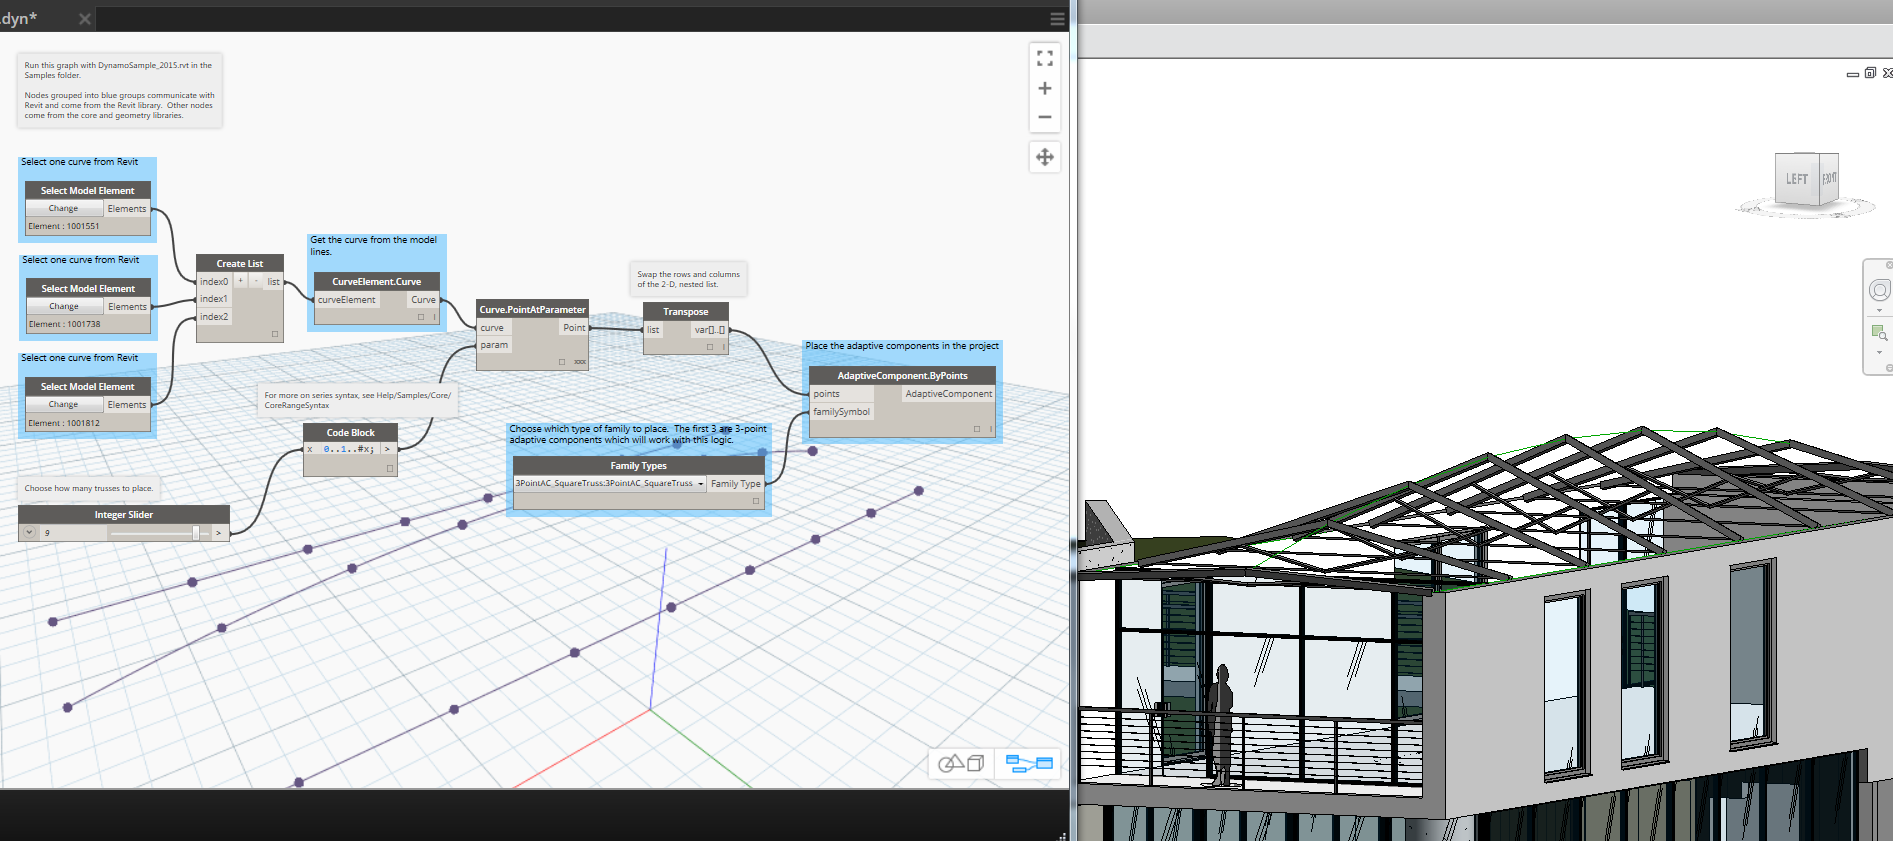 .dyn*
Run this graph with DynamoSample_2015.rvt in the
Samples folder.
Nodes grouped into blue groups communicate with
Revit and come from the Revit library.  Other nodes
come from the core and geometry libraries.
Select one curve from Revit
Select Model Element
Change
Elements
Element : 1001551
Select one curve from Revit
Select Model Element
Change
Elements
Element : 1001738
Select one curve from Revit
Select Model Element
Change
Elements
Element : 1001812
Create List
index0
+
-
list
index1
index2
Get the curve from the model
lines.
CurveElement.Curve
curveElement
Curve
For more on series syntax, see Help/Samples/Core/
CoreRangeSyntax
Code Block
x
0..1..#x;
>
Choose how many trusses to place.
Integer Slider
9
>
Curve.PointAtParameter
curve
Point
param
xxx
Swap the rows and columns
of the 2-D, nested list.
Transpose
list
var[]..[]
Choose which type of family to place.  The first 3 are 3-point
adaptive components which will work with this logic.
Family Types
3PointAC_SquareTruss:3PointAC_SquareTruss
Family Type
Place the adaptive components in the project
AdaptiveComponent.ByPoints
points
AdaptiveComponent
familySymbol
LEFT
FRONT